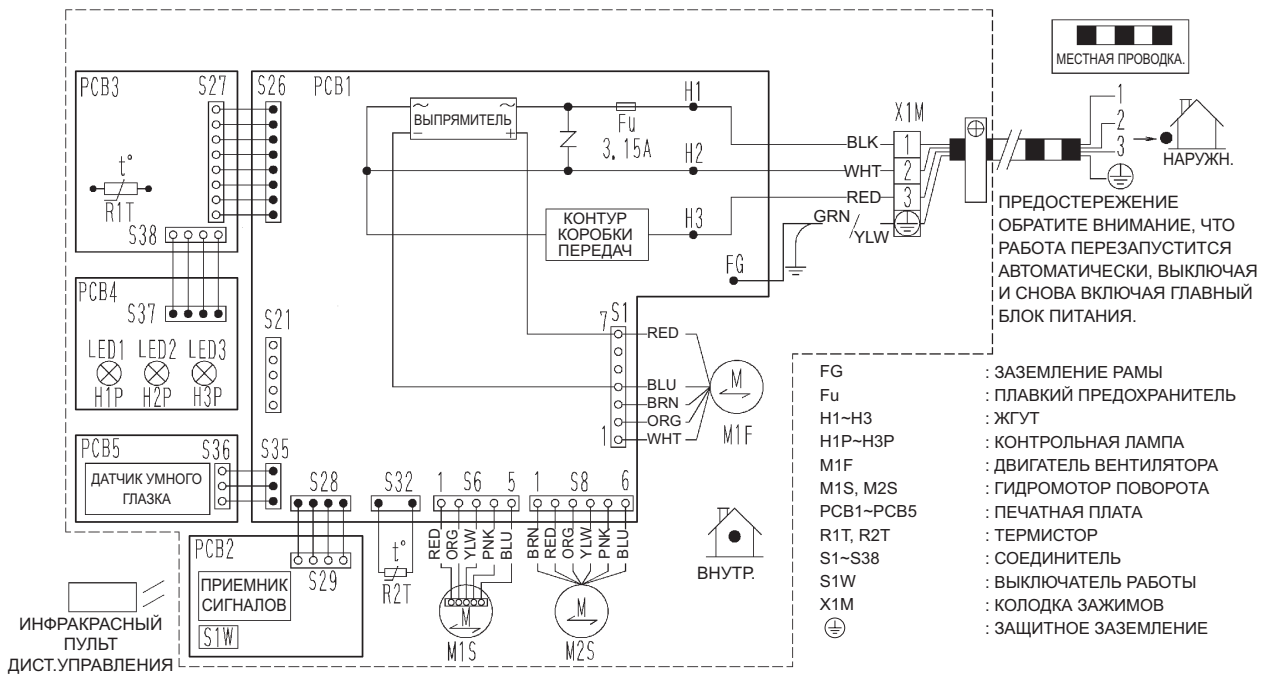 PCB3
S27
S26
PCB1
ВЫПРЯМИТЕЛЬ
Fu
3.15A
H1
H2
H3
X1M
BLK
1
WHT
2
RED
3
GRN
/YLW
t°
R1T
КОНТУР
КОРОБКИ
ПЕРЕДАЧ
S38
FG
МЕСТНАЯ ПРОВОДКА.
1
2
3
НАРУЖН.
ПРЕДОСТЕРЕЖЕНИЕ
ОБРАТИТЕ ВНИМАНИЕ, ЧТО
РАБОТА ПЕРЕЗАПУСТИТСЯ
АВТОМАТИЧЕСКИ, ВЫКЛЮЧАЯ
И СНОВА ВКЛЮЧАЯ ГЛАВНЫЙ
БЛОК ПИТАНИЯ.
PCB4
S37
LED1 LED2 LED3
H1P H2P H3P
S21
7 S1
RED
BLU
BRN
ORG
1 WHT
M
M1F
PCB5
S36
S35
ДАТЧИК УМНОГО
ГЛАЗКА
S28
S32
1 S6 5
1 S8 6
RED
ORG
YLW
PNK
BLU
BRN
RED
ORG
YLW
PNK
BLU
PCB2
S29
ПРИЕМНИК
СИГНАЛОВ
S1W
t°
R2T
M
M1S
M
M2S
ВНУТР.
ИНФРАКРАСНЫЙ
ПУЛЬТ
ДИСТ.УПРАВЛЕНИЯ
FG : ЗАЗЕМЛЕНИЕ РАМЫ
Fu : ПЛАВКИЙ ПРЕДОХРАНИТЕЛЬ
H1~H3 : ЖГУТ
H1P~H3P : КОНТРОЛЬНАЯ ЛАМПА
M1F : ДВИГАТЕЛЬ ВЕНТИЛЯТОРА
M1S, M2S : ГИДРОМОТОР ПОВОРОТА
PCB1~PCB5 : ПЕЧАТНАЯ ПЛАТА
R1T, R2T : ТЕРМИСТОР
S1~S38 : СОЕДИНИТЕЛЬ
S1W : ВЫКЛЮЧАТЕЛЬ РАБОТЫ
X1M : КОЛОДКА ЗАЖИМОВ
: ЗАЩИТНОЕ ЗАЗЕМЛЕНИЕ